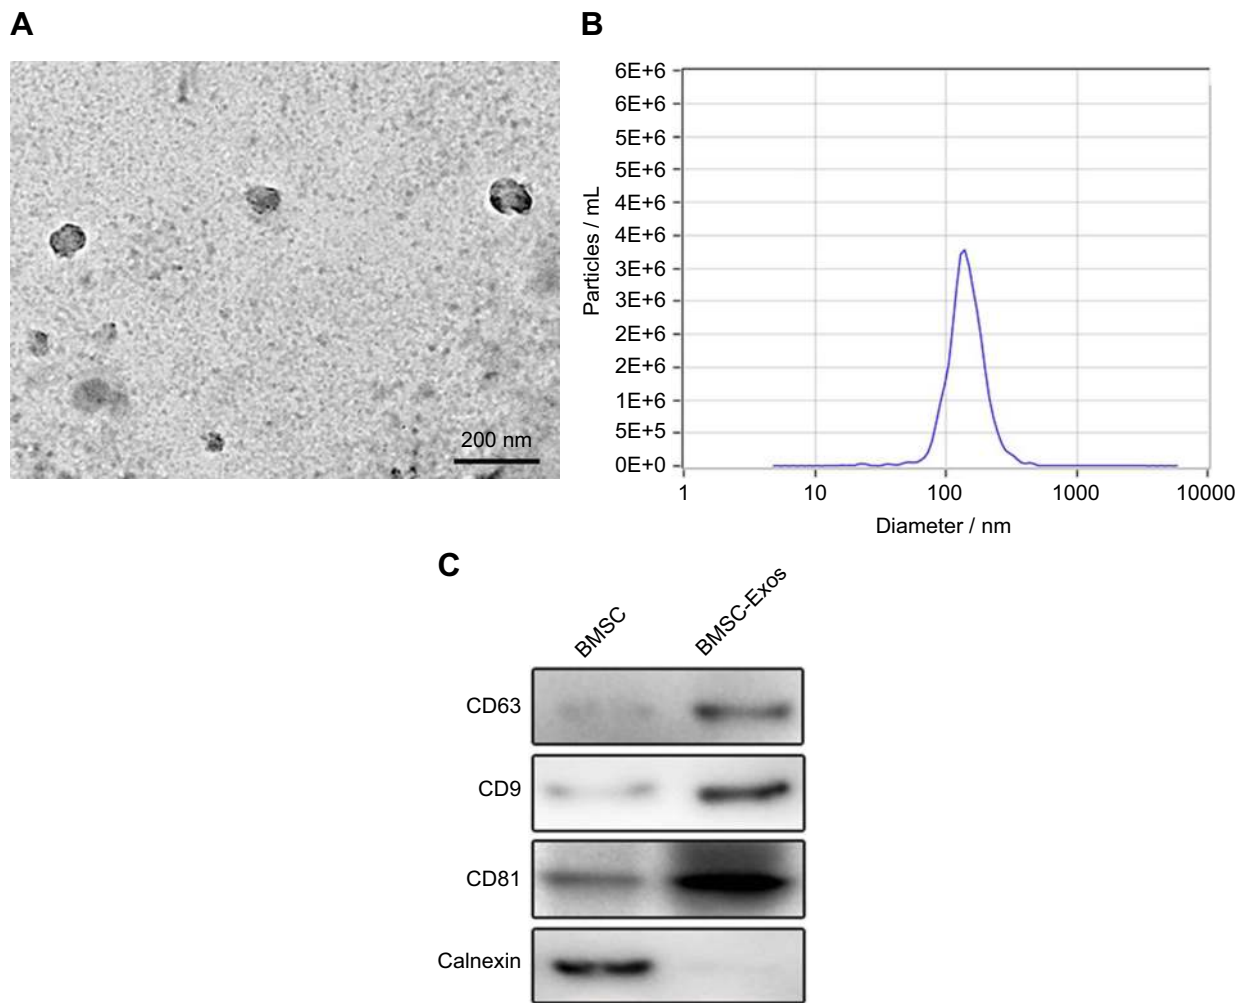 A
200 nm
B
Particles / mL
6E+6
6E+6
5E+6
5E+6
4E+6
4E+6
3E+6
3E+6
2E+6
2E+6
1E+6
5E+5
0E+0
1 10 100 1000 10000
Diameter / nm
C
BMSC BMSC-Exos
CD63
CD9
CD81
Calnexin